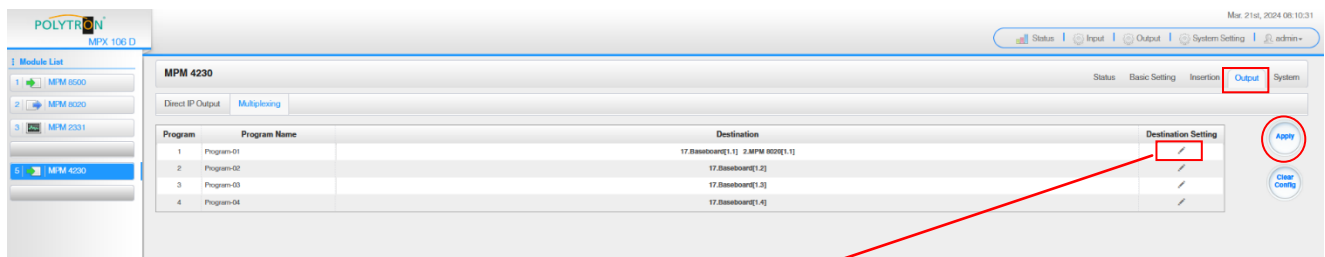 Mar. 21st, 2024 08:10:31
POLYTRON
MPX 106 D
Status Input Output System Setting admin
Module List
1 MPM 8500
2 MPM 8020
3 MPM 2331
5 MPM 4230
MPM 4230
Status Basic Setting Insertion Output System
Direct IP Output Multiplexing
Program Program Name Destination Destination Setting
1 Program-01 17.Baseboard[1.1] 2.MPM 8020[1.1]
2 Program-02 17.Baseboard[1.2]
3 Program-03 17.Baseboard[1.3]
4 Program-04 17.Baseboard[1.4]
Apply
Clear
Config